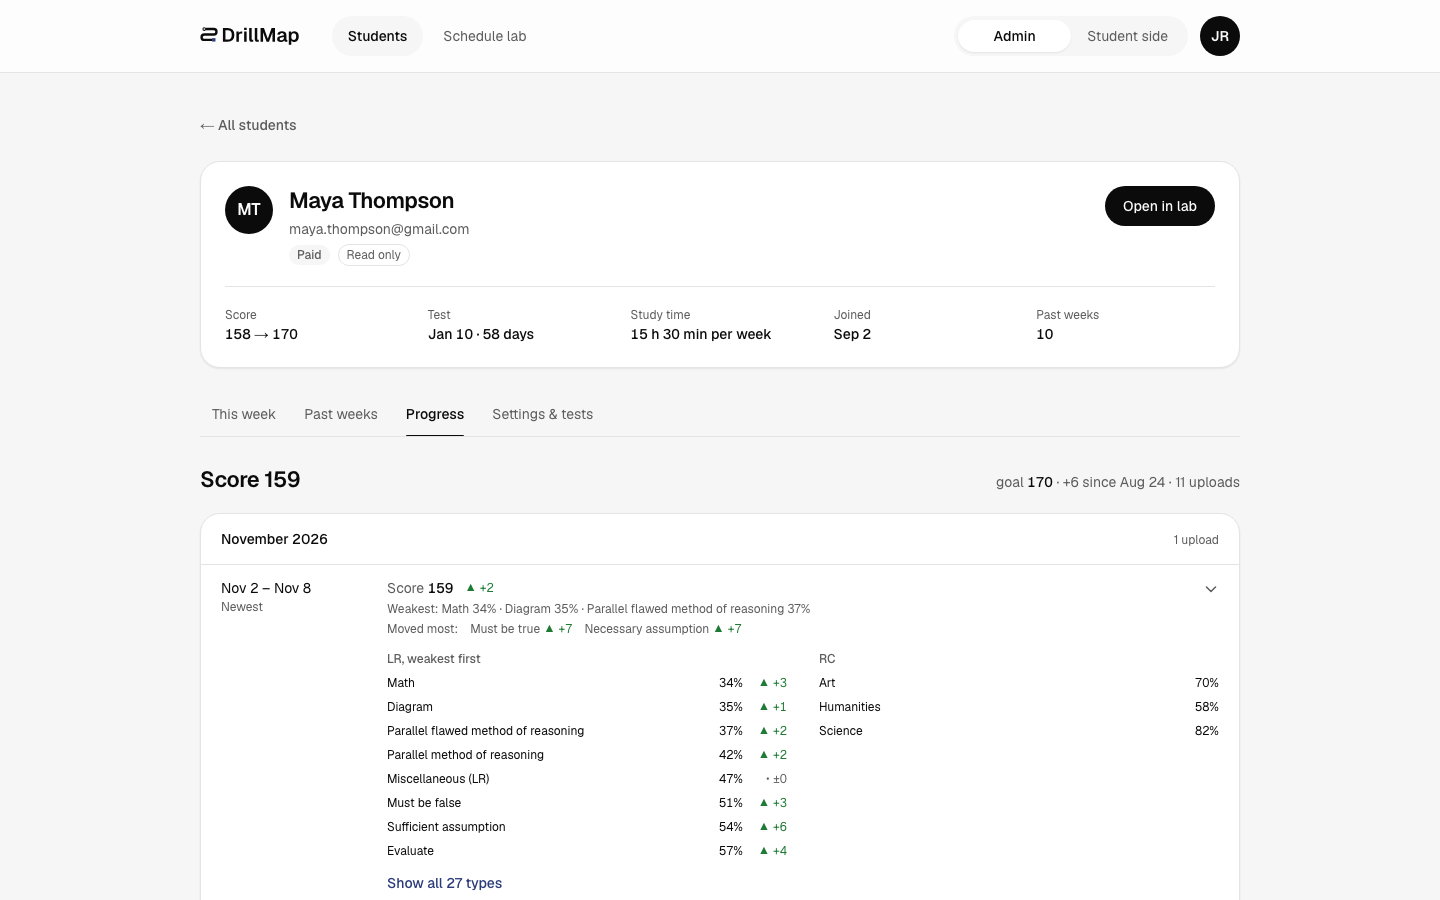 DrillMap
Students
Schedule lab
Admin
Student side
JR
← All students
MT
Maya Thompson
maya.thompson@gmail.com
Paid
Read only
Open in lab
Score
158 → 170
Test
Jan 10 · 58 days
Study time
15 h 30 min per week
Joined
Sep 2
Past weeks
10
This week
Past weeks
Progress
Settings & tests
Score 159
goal 170 · +6 since Aug 24 · 11 uploads
November 2026
1 upload
Nov 2 – Nov 8
Newest
Score 159 ▲ +2
Weakest: Math 34% · Diagram 35% · Parallel flawed method of reasoning 37%
Moved most: Must be true ▲ +7 Necessary assumption ▲ +7
LR, weakest first
Math 34% ▲ +3
Diagram 35% ▲ +1
Parallel flawed method of reasoning 37% ▲ +2
Parallel method of reasoning 42% ▲ +2
Miscellaneous (LR) 47% • ±0
Must be false 51% ▲ +3
Sufficient assumption 54% ▲ +6
Evaluate 57% ▲ +4
Show all 27 types
RC
Art 70%
Humanities 58%
Science 82%